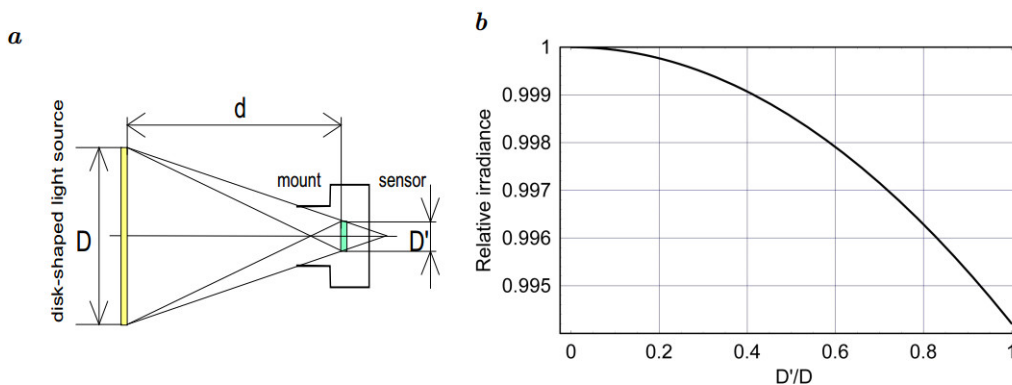 a
d
disk-shaped light source
D
mount
sensor
D'
b
Relative irradiance
1
0.999
0.998
0.997
0.996
0.995
0 0.2 0.4 0.6 0.8 1
D'/D